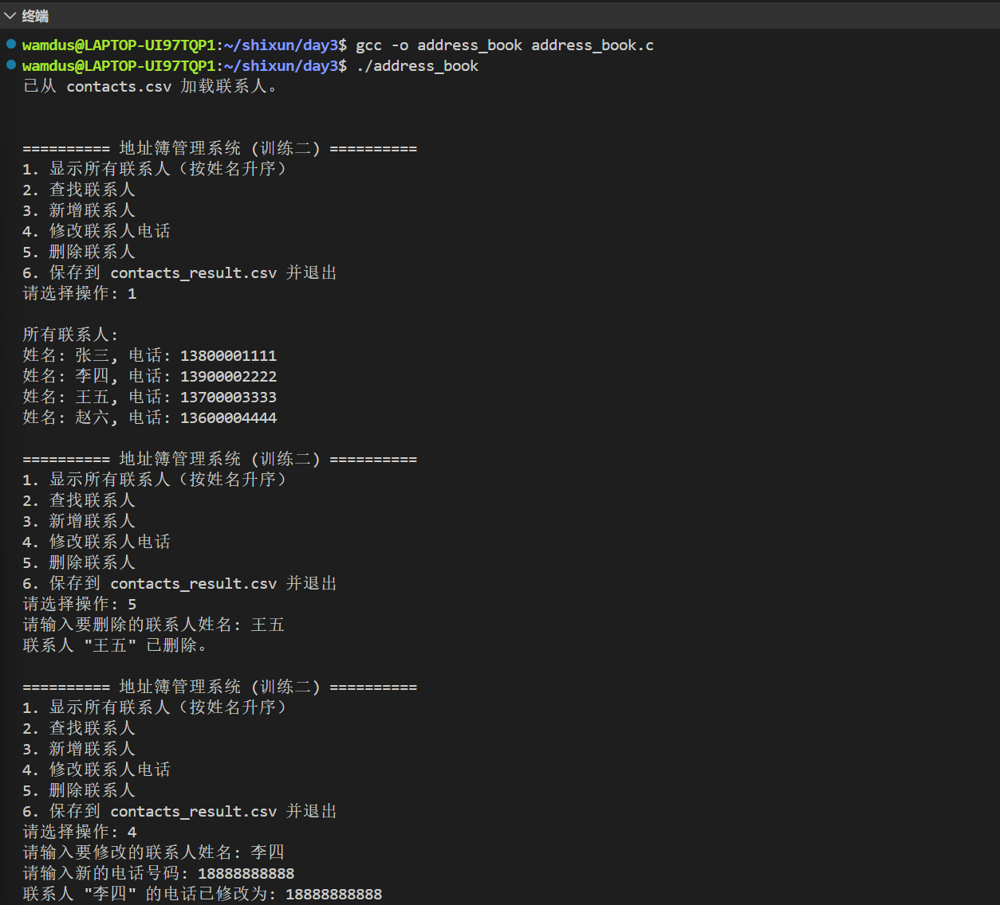 终端
wamdus@LAPTOP-UI97TQP1:~/shixun/day3$ gcc -o address_book address_book.c
wamdus@LAPTOP-UI97TQP1:~/shixun/day3$ ./address_book
已从 contacts.csv 加载联系人。
========== 地址簿管理系统 (训练二) ==========
1. 显示所有联系人（按姓名升序）
2. 查找联系人
3. 新增联系人
4. 修改联系人电话
5. 删除联系人
6. 保存到 contacts_result.csv 并退出
请选择操作: 1
所有联系人:
姓名: 张三, 电话: 13800001111
姓名: 李四, 电话: 13900002222
姓名: 王五, 电话: 13700003333
姓名: 赵六, 电话: 13600004444
========== 地址簿管理系统 (训练二) ==========
1. 显示所有联系人（按姓名升序）
2. 查找联系人
3. 新增联系人
4. 修改联系人电话
5. 删除联系人
6. 保存到 contacts_result.csv 并退出
请选择操作: 5
请输入要删除的联系人姓名: 王五
联系人 "王五" 已删除。
========== 地址簿管理系统 (训练二) ==========
1. 显示所有联系人（按姓名升序）
2. 查找联系人
3. 新增联系人
4. 修改联系人电话
5. 删除联系人
6. 保存到 contacts_result.csv 并退出
请选择操作: 4
请输入要修改的联系人姓名: 李四
请输入新的电话号码: 18888888888
联系人 "李四" 的电话已修改为: 18888888888